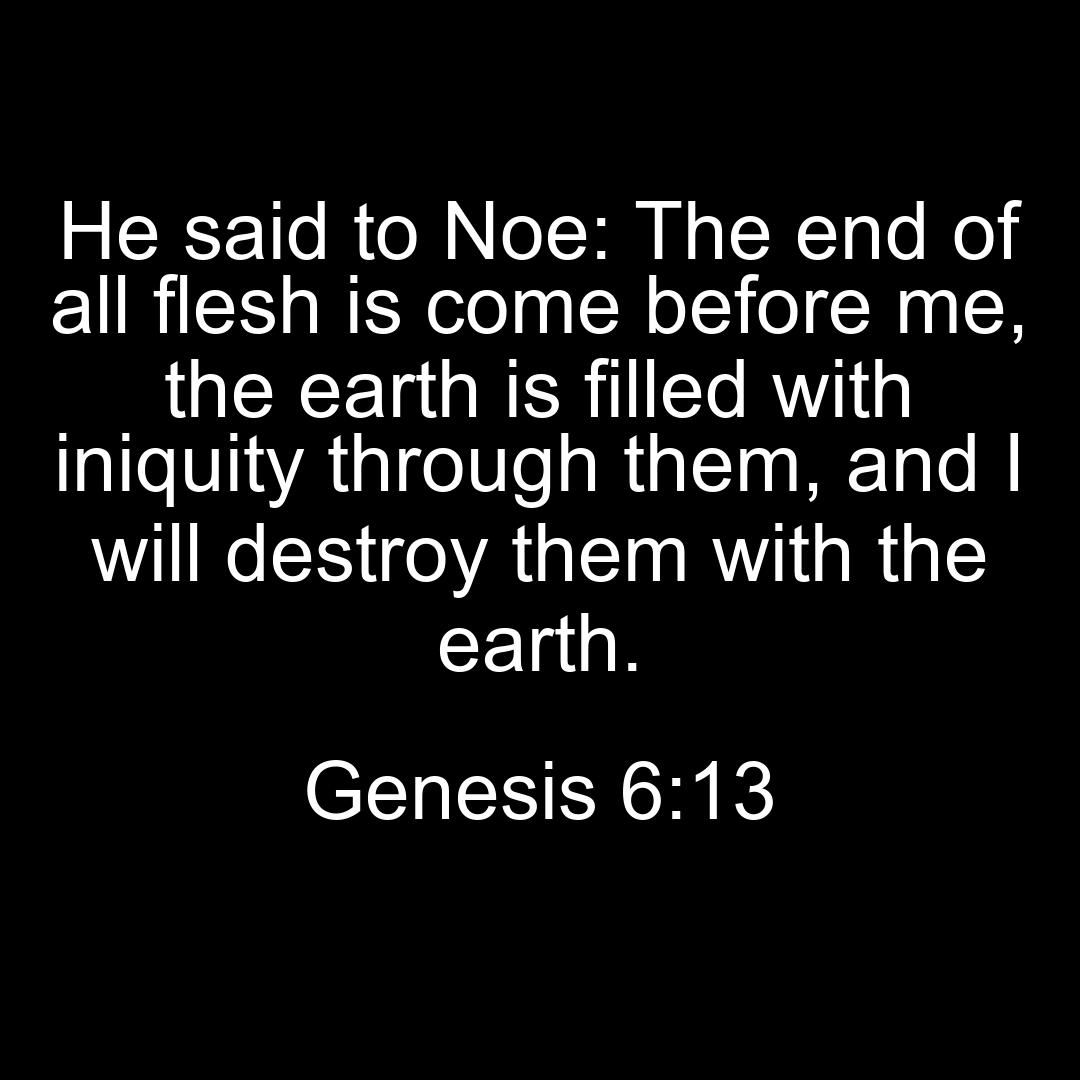 He said to Noe: The end of
all flesh is come before me,
the earth is filled with
iniquity through them, and I
will destroy them with the
earth.
Genesis 6:13